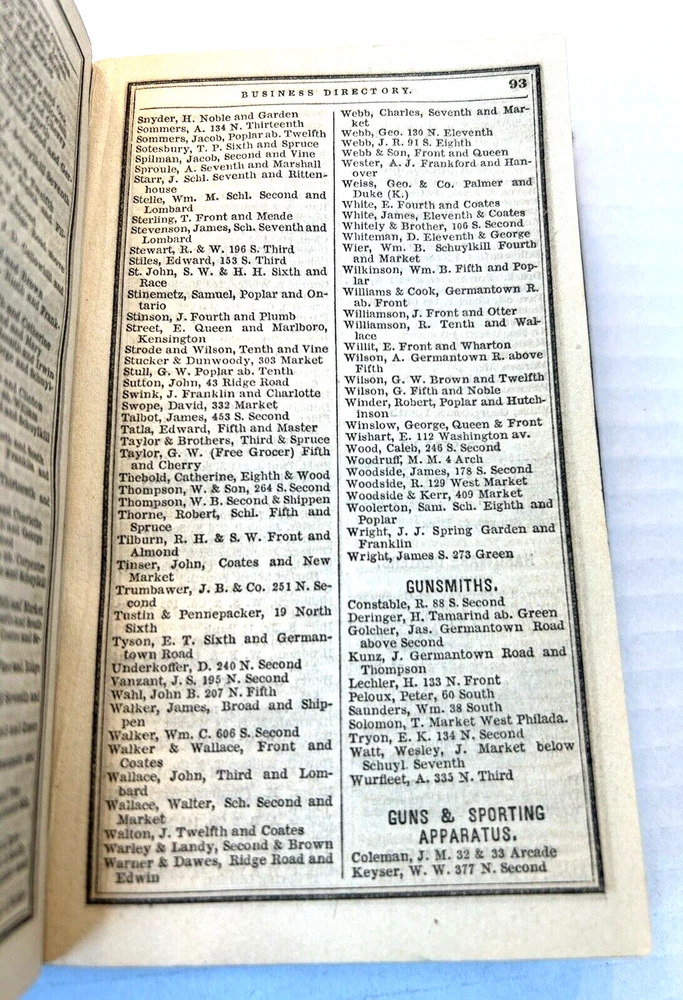 BUSINESS DIRECTORY.
93
Snyder, H. Noble and Garden
Sommers, A. 134 N. Thirteenth
Sommers, Jacob, Poplar ab. Twelfth
Sotesbury, T. P. Sixth and Spruce
Spilman, Jacob, Second and Vine
Sproule, A. Seventh and Marshall
Starr, J. Schl. Seventh and Ritten-
house
Stelle, Wm. M. Schl. Second and
Lombard
Sterling, T. Front and Meade
Stevenson, James, Sch. Seventh and
Lombard
Stewart, R. & W. 196 S. Third
Stiles, Edward, 153 S. Third
St. John, S. W. & H. H. Sixth and
Race
Stinemetz, Samuel, Poplar and On-
tario
Stinson, J. Fourth and Plumb
Street, E. Queen and Marlboro,
Kensington
Strode and Wilson, Tenth and Vine
Stucker & Dunwoody, 303 Market
Stull, G. W. Poplar ab. Tenth
Sutton, John, 43 Ridge Road
Swink, J. Franklin and Charlotte
Swope, David, 332 Market
Talbot, James, 453 S. Second
Tatla, Edward, Fifth and Master
Taylor & Brothers, Third & Spruce
Taylor, G. W. (Free Grocer) Fifth
and Cherry
Thebold, Catherine, Eighth & Wood
Thompson, W. & Son, 264 S. Second
Thompson, W. B. Second & Shippen
Thorne, Robert, Schl. Fifth and
Spruce
Tilburn, R. H. & S. W. Front and
Almond
Tinser, John, Coates and New
Market
Trumbawer, J. B. & Co. 251 N. Se-
cond
Tustin & Pennepacker, 19 North
Sixth
Tyson, E. T. Sixth and German-
town Road
Underkoffer, D. 240 N. Second
Vanzant, J. S. 195 N. Second
Wahl, John B. 207 N. Fifth
Walker, James, Broad and Ship-
pen
Walker, Wm. C. 606 S. Second
Walker & Wallace, Front and
Coates
Wallace, John, Third and Lom-
bard
Wallace, Walter, Sch. Second and
Market
Walton, J. Twelfth and Coates
Warley & Landy, Second & Brown
Warner & Dawes, Ridge Road and
Edwin
Webb, Charles, Seventh and Mar-
ket
Webb, Geo. 130 N. Eleventh
Webb, J. R. 91 S. Eighth
Webb & Son, Front and Queen
Wester, A. J. Frankford and Han-
over
Weiss, Geo. & Co. Palmer and
Duke (K.)
White, E. Fourth and Coates
White, James, Eleventh & Coates
Whitely & Brother, 106 S. Second
Whiteman, D. Eleventh & George
Wier, Wm. B. Schuylkill Fourth
and Market
Wilkinson, Wm. B. Fifth and Pop-
lar
Williams & Cook, Germantown R.
ab. Front
Williamson, J. Front and Otter
Williamson, R. Tenth and Wal-
lace
Willit, E. Front and Wharton
Wilson, A. Germantown R. above
Fifth
Wilson, G. W. Brown and Twelfth
Wilson, G. Fifth and Noble
Winder, Robert, Poplar and Hutch-
inson
Winslow, George, Queen & Front
Wishart, E. 112 Washington av.
Wood, Caleb, 246 S. Second
Woodruff, M. M. 4 Arch
Woodside, James, 178 S. Second
Woodside, R. 129 West Market
Woodside & Kerr, 409 Market
Woolerton, Sam. Sch. Eighth and
Poplar
Wright, J. J. Spring Garden and
Franklin
Wright, James S. 273 Green
GUNSMITHS.
Constable, R. 88 S. Second
Deringer, H. Tamarind ab. Green
Golcher, Jas. Germantown Road
above Second
Kunz, J. Germantown Road and
Thompson
Lechler, H. 133 N. Front
Peloux, Peter, 60 South
Saunders, Wm. 38 South
Solomon, T. Market West Philada.
Tryon, E. K. 134 N. Second
Watt, Wesley, J. Market below
Schuyl. Seventh
Wurfleet, A. 335 N. Third
GUNS & SPORTING
APPARATUS.
Coleman, J. M. 32 & 33 Arcade
Keyser, W. W. 377 N. Second